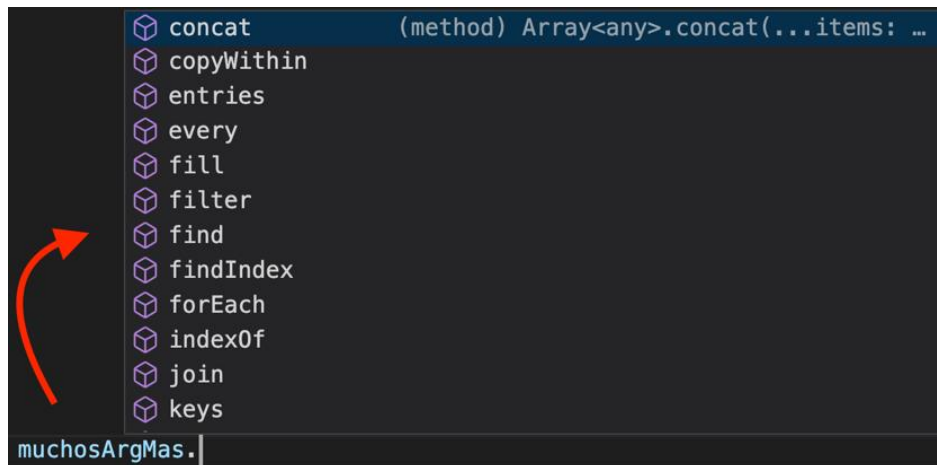 concat (method) Array<any>.concat(...items: …
copyWithin
entries
every
fill
filter
find
findIndex
forEach
indexOf
join
keys
muchosArgMas.